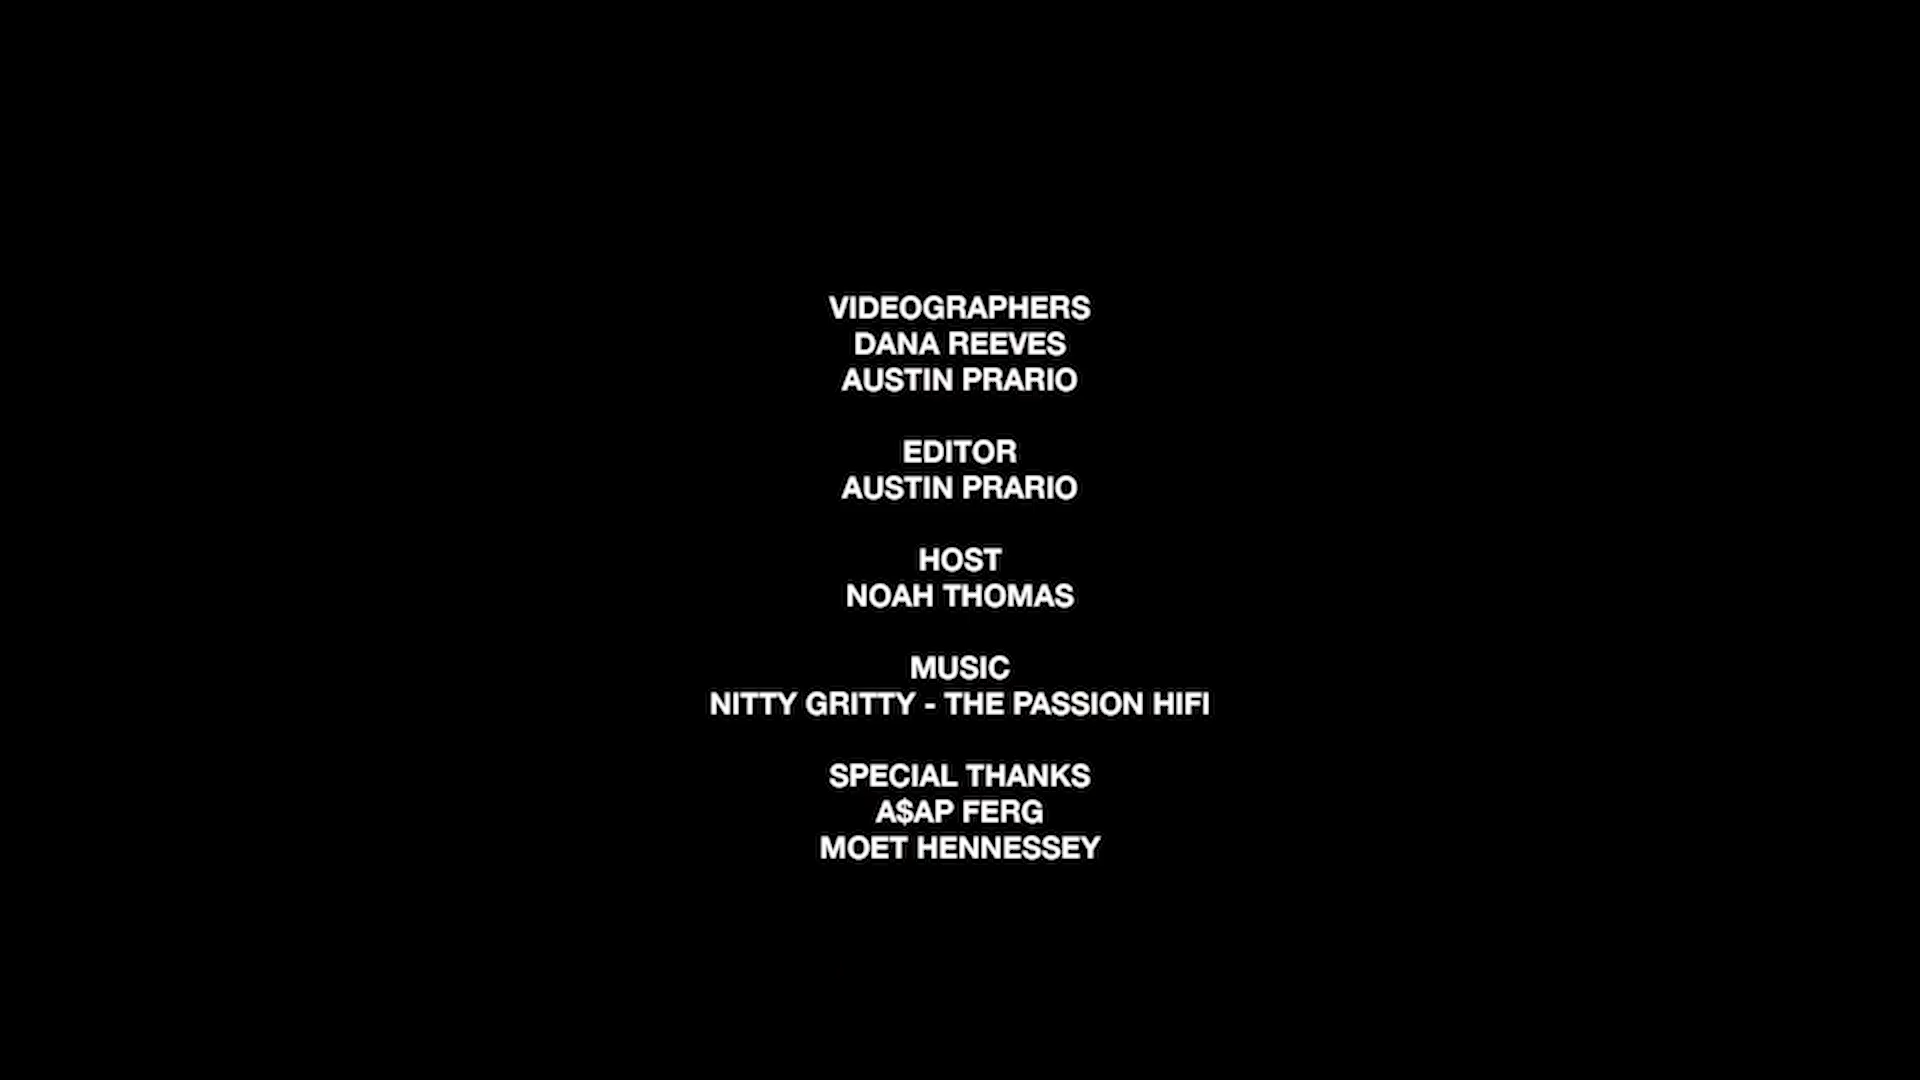 VIDEOGRAPHERS
DANA REEVES
AUSTIN PRARIO
EDITOR
AUSTIN PRARIO
HOST
NOAH THOMAS
MUSIC
NITTY GRITTY - THE PASSION HIFI
SPECIAL THANKS
A$AP FERG
MOET HENNESSEY